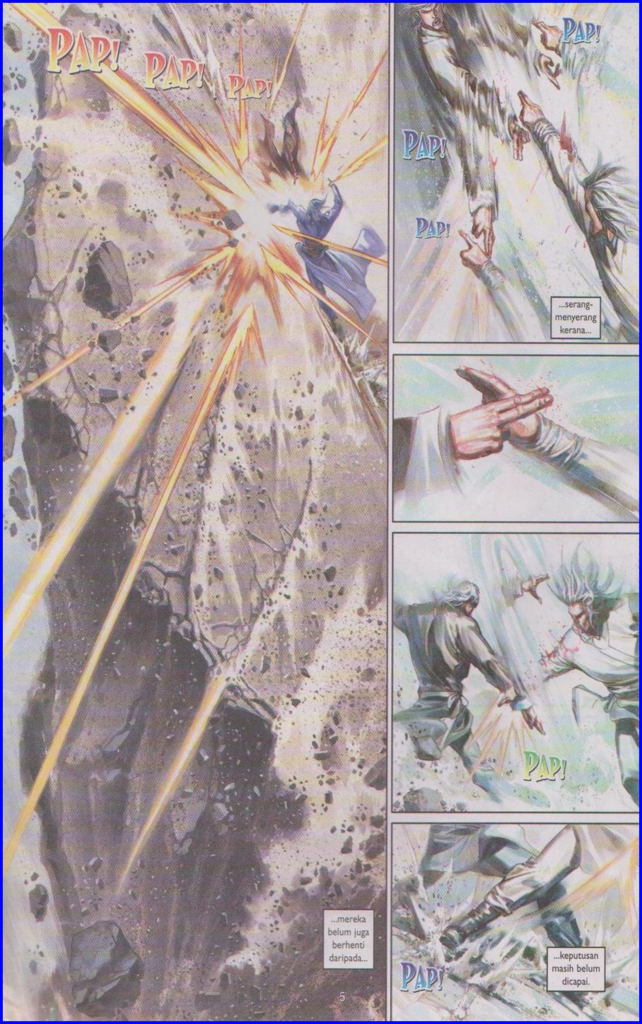 PAP! PAP! PAP!
...mereka
belum juga
berhenti
daripada...
5
PAP!
PAP!
PAP!
...serang-
menyerang
kerana...
PAP!
PAP!
...keputusan
masih belum
dicapai.